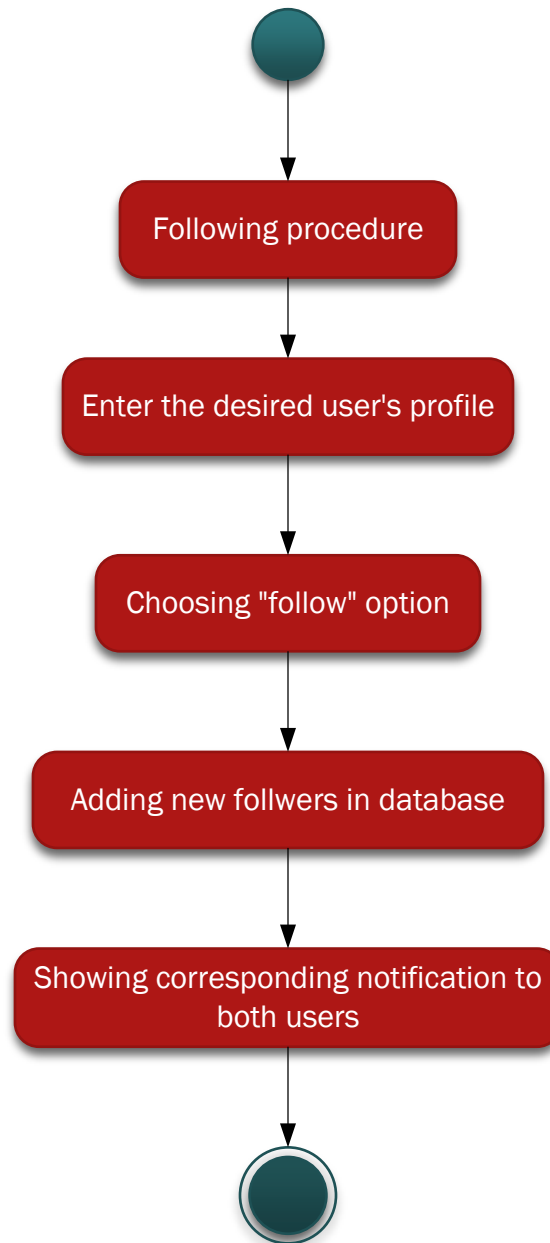 Following procedure
Enter the desired user's profile
Choosing "follow" option
Adding new follwers in database
Showing corresponding notification to
both users